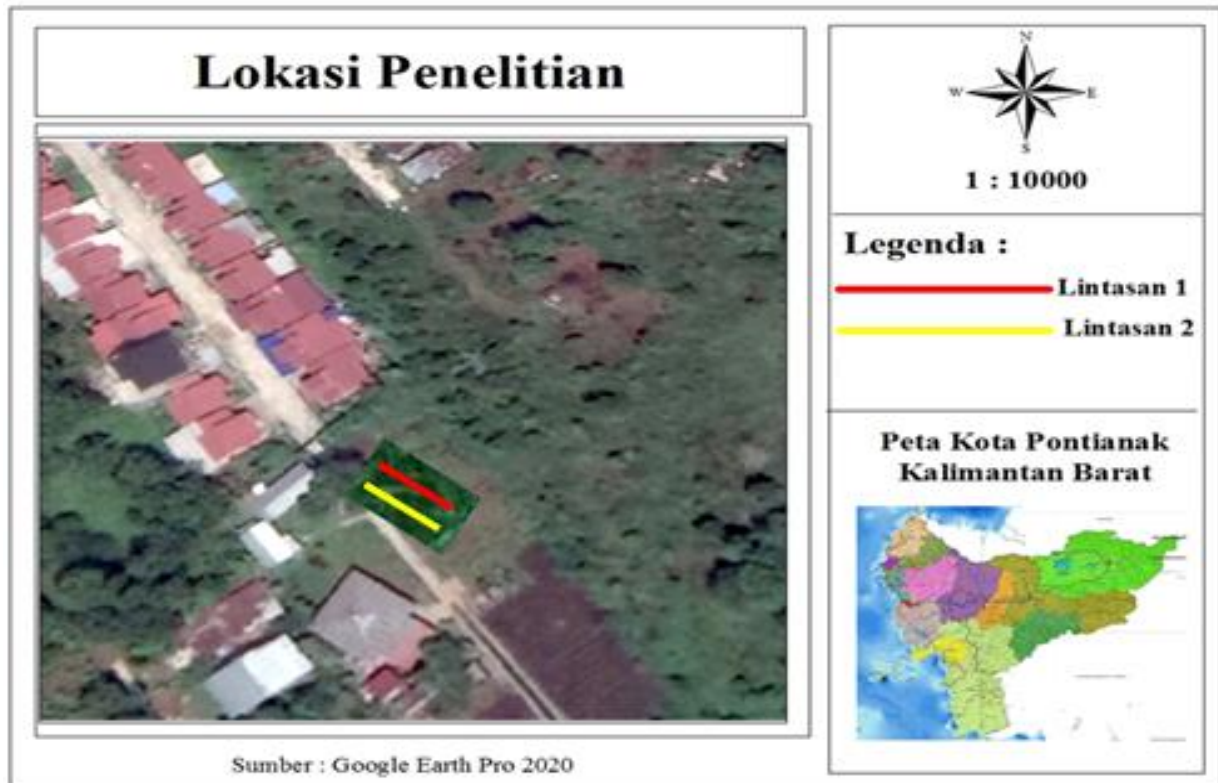 Lokasi Penelitian
N
W E
S
1 : 10000
Legenda :
Lintasan 1
Lintasan 2
Peta Kota Pontianak
Kalimantan Barat
Sumber : Google Earth Pro 2020